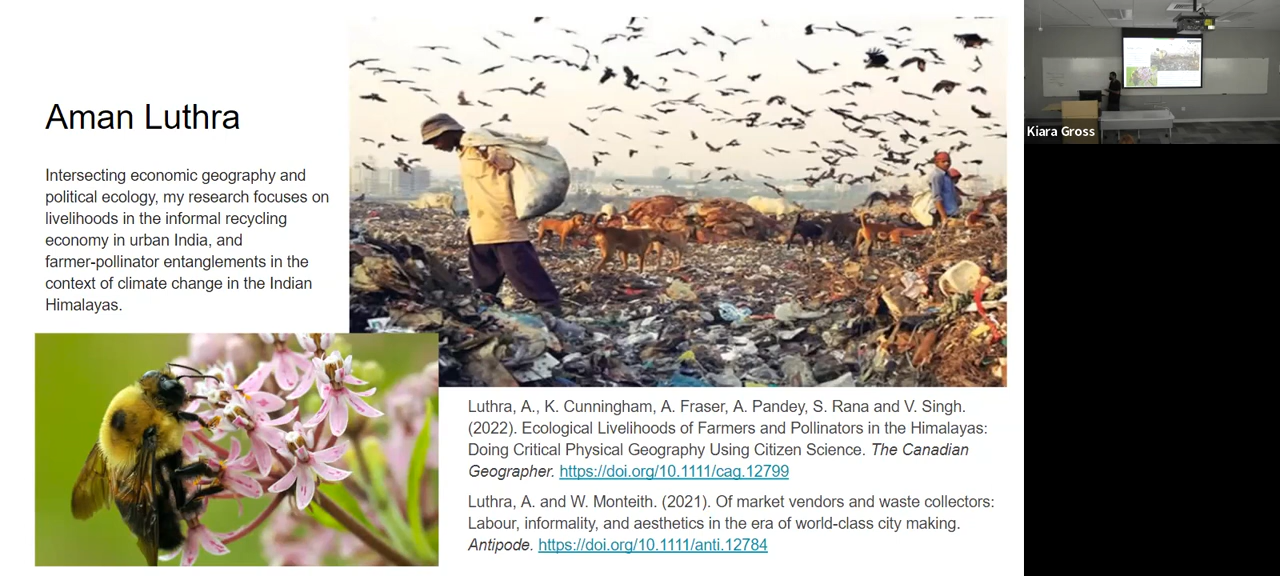 Aman Luthra
Intersecting economic geography and
political ecology, my research focuses on
livelihoods in the informal recycling
economy in urban India, and
farmer-pollinator entanglements in the
context of climate change in the Indian
Himalayas.
Luthra, A., K. Cunningham, A. Fraser, A. Pandey, S. Rana and V. Singh.
(2022). Ecological Livelihoods of Farmers and Pollinators in the Himalayas:
Doing Critical Physical Geography Using Citizen Science. The Canadian
Geographer. https://doi.org/10.1111/cag.12799
Luthra, A. and W. Monteith. (2021). Of market vendors and waste collectors:
Labour, informality, and aesthetics in the era of world-class city making.
Antipode. https://doi.org/10.1111/anti.12784
Kiara Gross